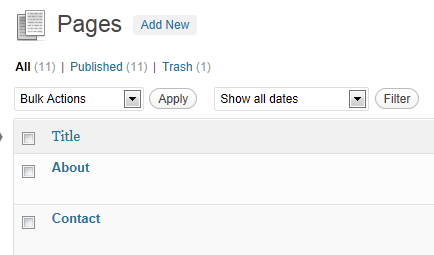 Pages Add New
All (11) | Published (11) | Trash (1)
Bulk Actions Apply Show all dates Filter
Title
About
Contact